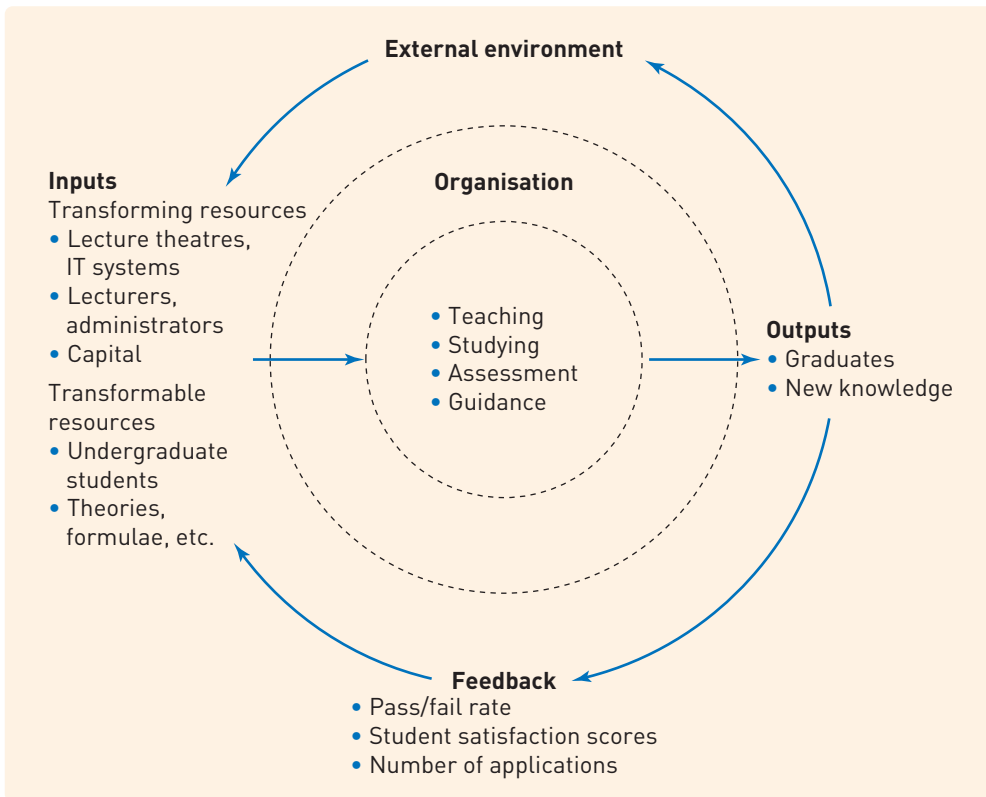 External environment
Inputs
Transforming resources
• Lecture theatres,
IT systems
• Lecturers,
administrators
• Capital
Transformable
resources
• Undergraduate
students
• Theories,
formulae, etc.
Organisation
• Teaching
• Studying
• Assessment
• Guidance
Outputs
• Graduates
• New knowledge
Feedback
• Pass/fail rate
• Student satisfaction scores
• Number of applications